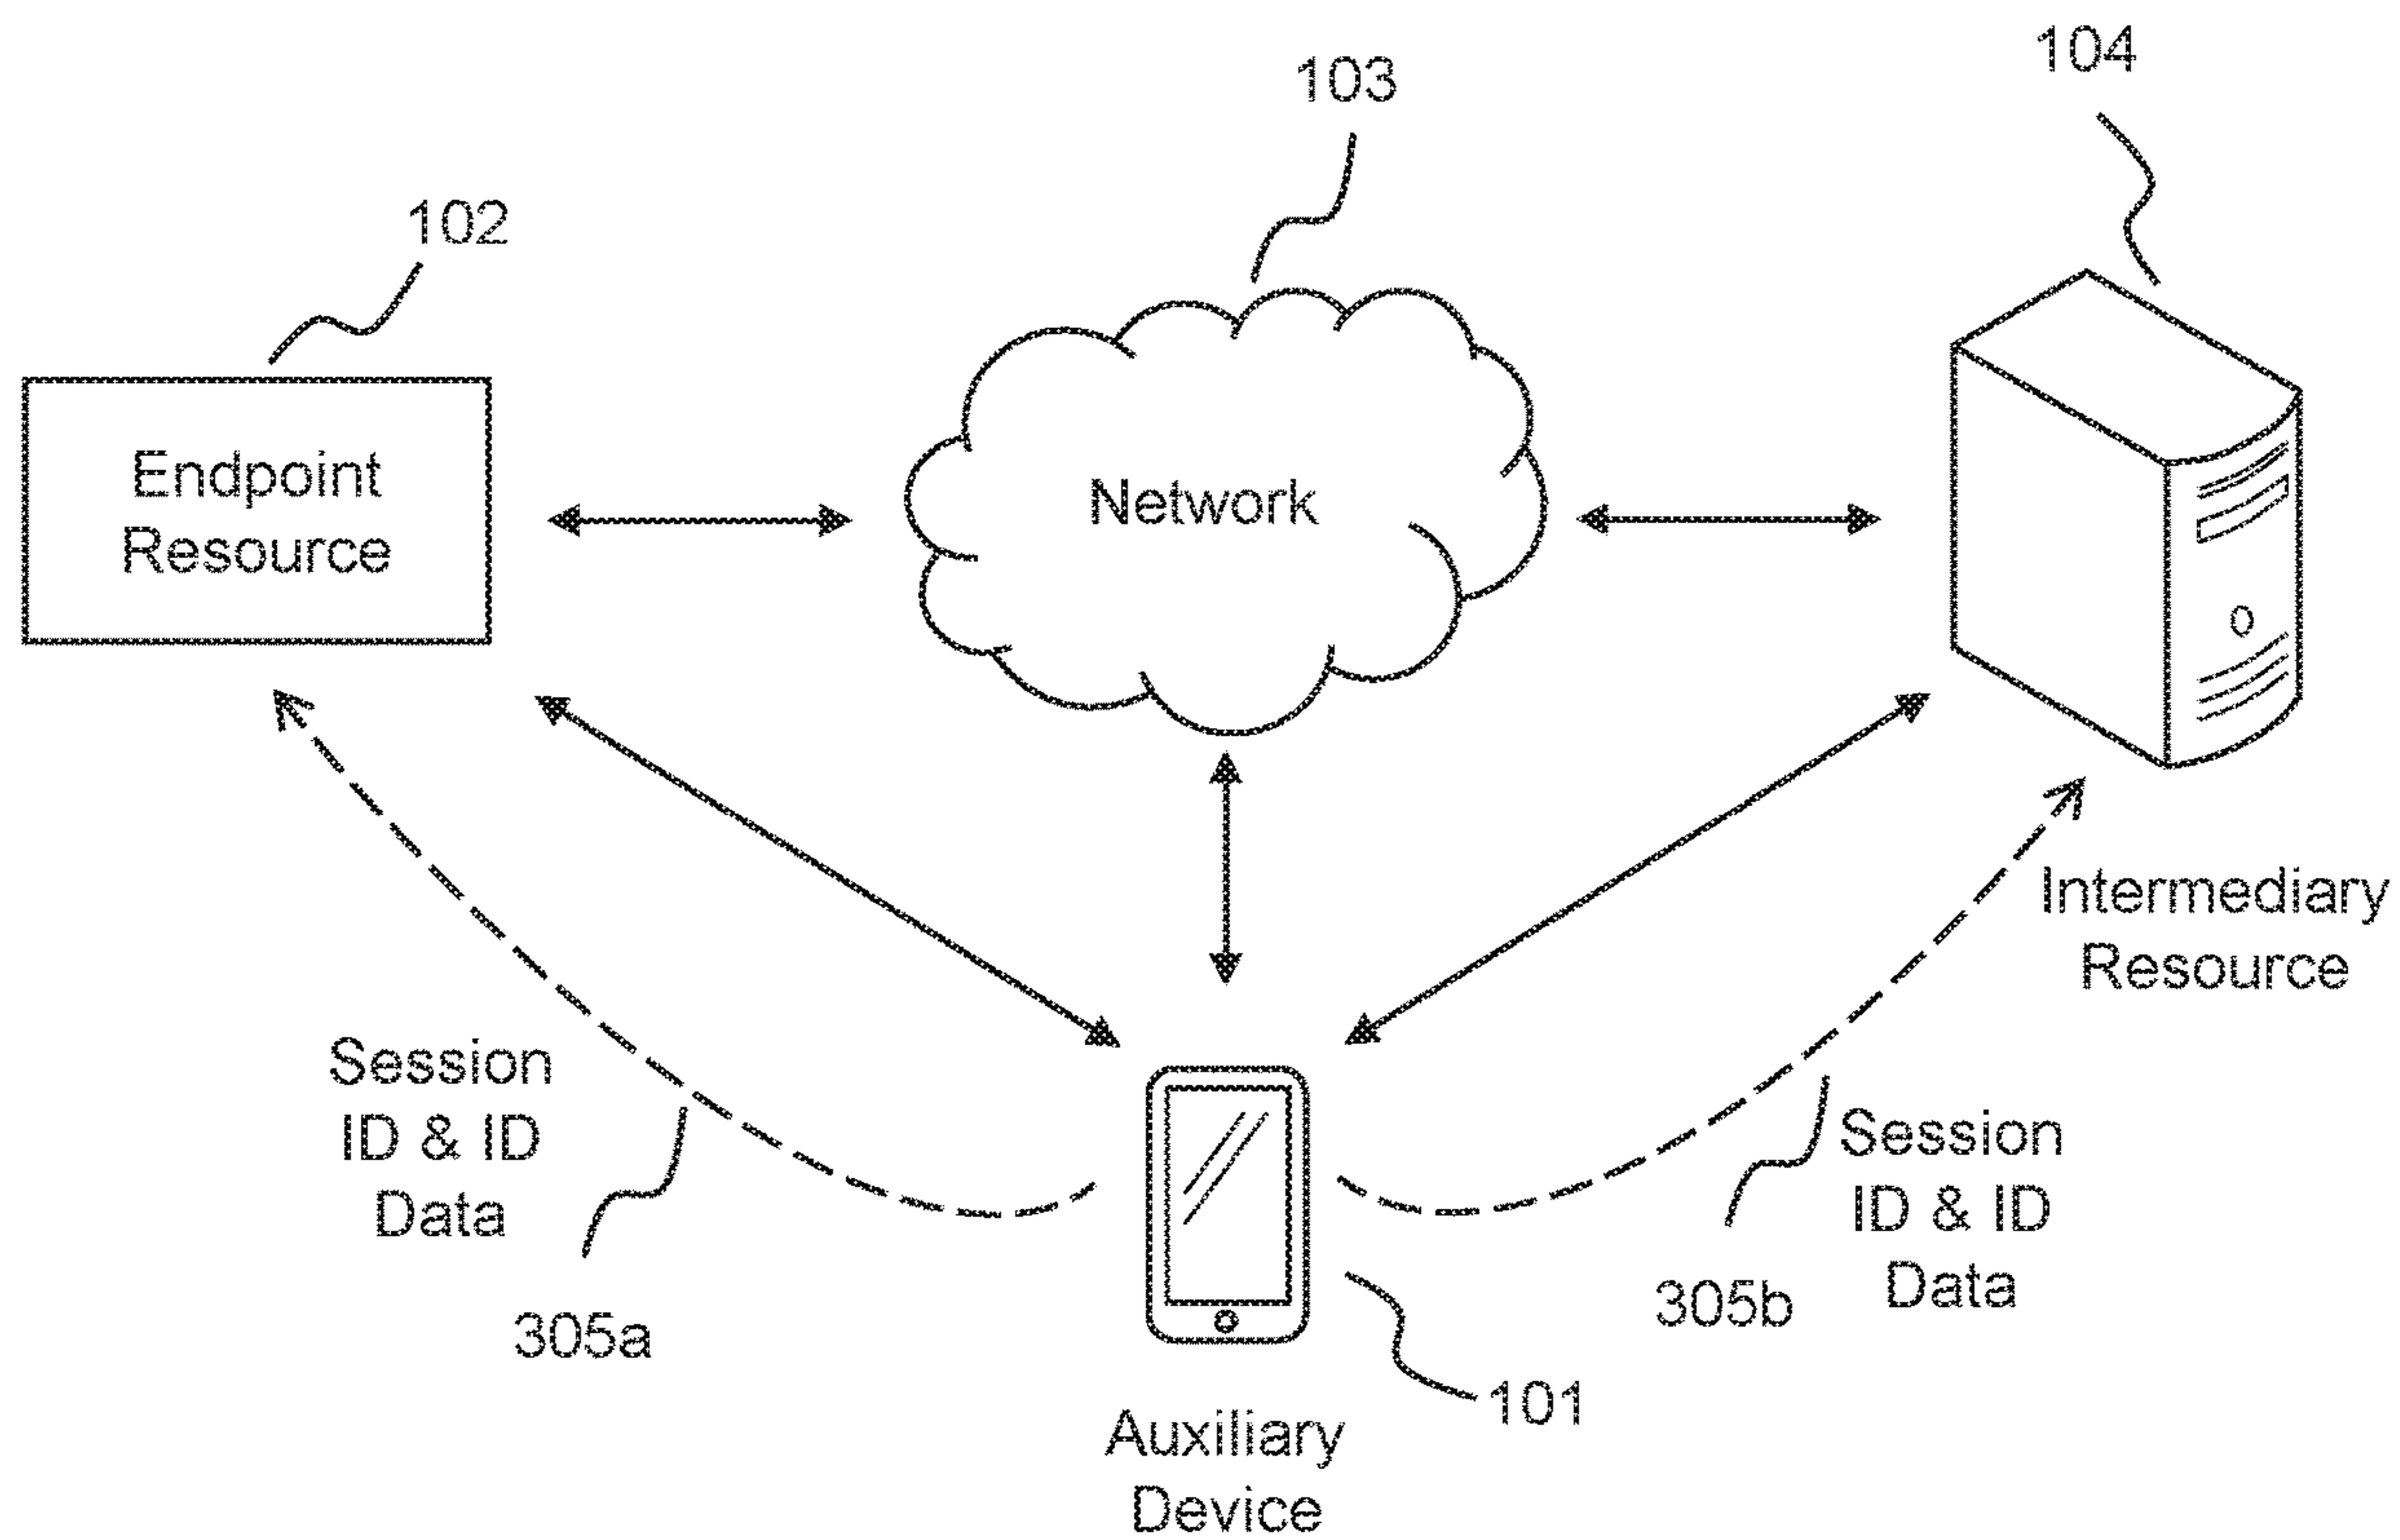 104
103
102
Endpoint
Resource
Network
Intermediary
Resource
Session
ID & ID
Data
305a
Session
ID & ID
Data
305b
101
Auxiliary
Device